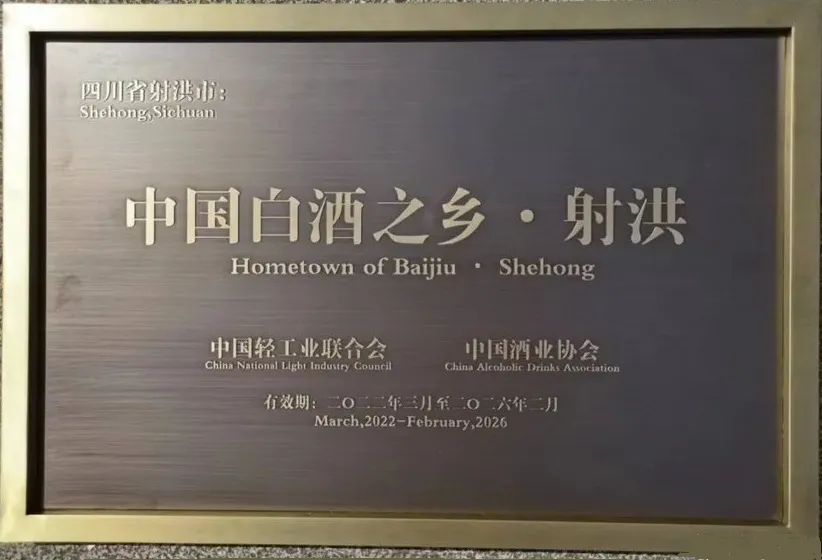 四川省射洪市:
Shehong,Sichuan
中国白酒之乡·射洪
Hometown of Baijiu · Shehong
中国轻工业联合会 中国酒业协会
China National Light Industry Council China Alcoholic Drinks Association
有效期: 二〇二二年三月至二〇二六年二月
March,2022-February,2026